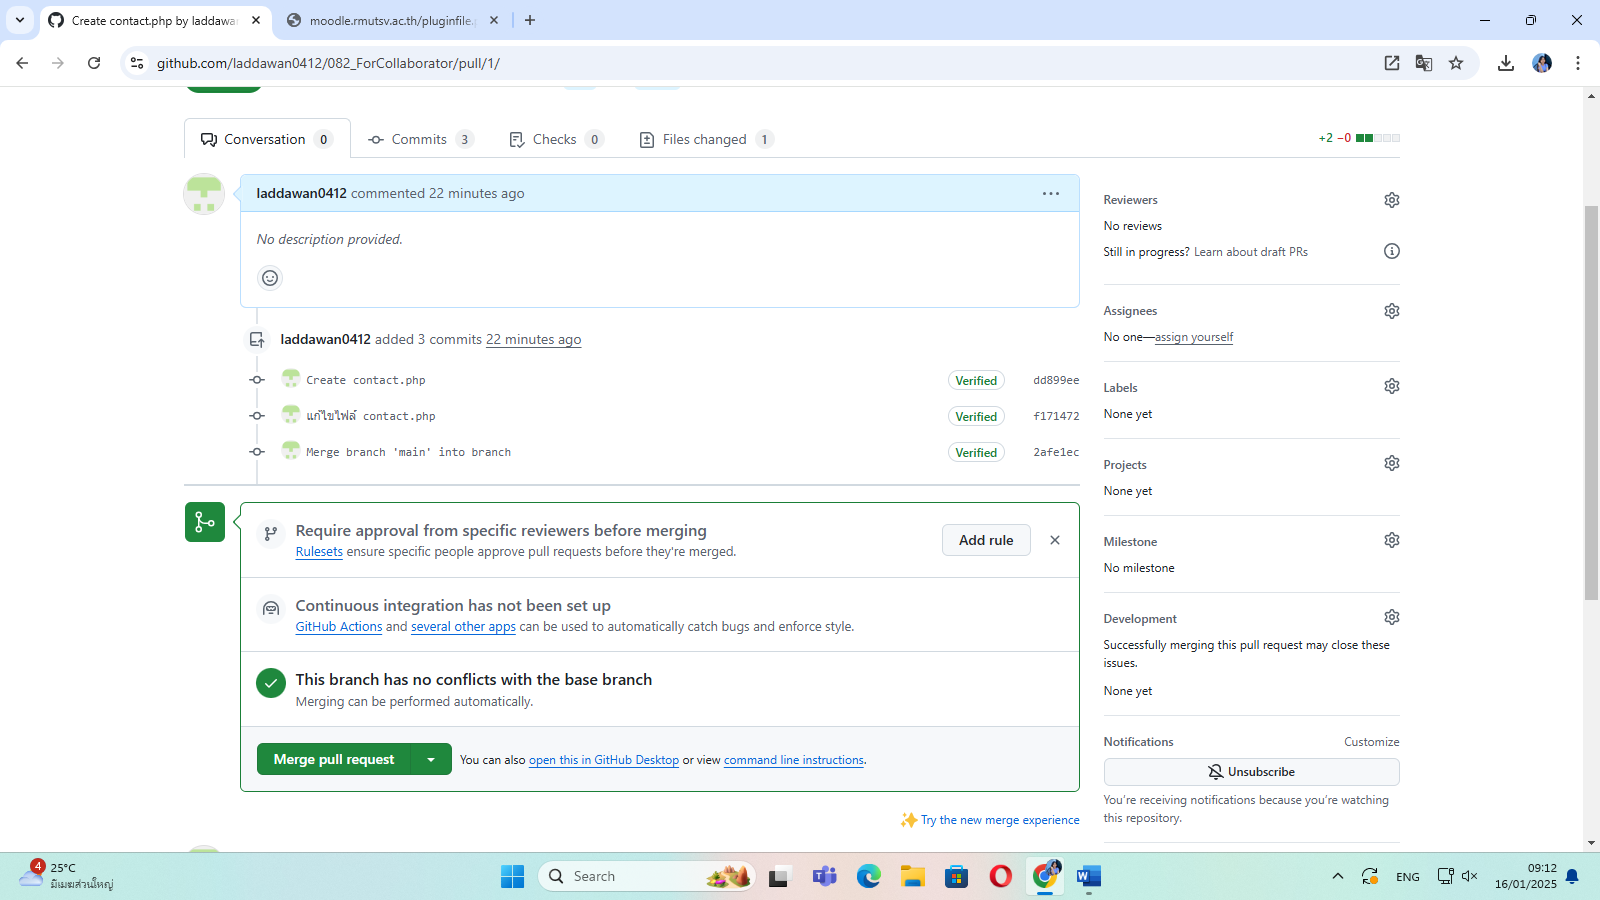 Create contact.php by laddawan
moodle.rmutsv.ac.th/pluginfile.
github.com/laddawan0412/082_ForCollaborator/pull/1/
Conversation 0
Commits 3
Checks 0
Files changed 1
+2 −0
laddawan0412 commented 22 minutes ago
No description provided.
laddawan0412 added 3 commits 22 minutes ago
Create contact.php Verified dd899ee
แก้ไขไฟล์ contact.php Verified f171472
Merge branch 'main' into branch Verified 2afe1ec
Require approval from specific reviewers before merging
Rulesets ensure specific people approve pull requests before they're merged.
Add rule
Continuous integration has not been set up
GitHub Actions and several other apps can be used to automatically catch bugs and enforce style.
This branch has no conflicts with the base branch
Merging can be performed automatically.
Merge pull request
You can also open this in GitHub Desktop or view command line instructions.
Try the new merge experience
Reviewers
No reviews
Still in progress? Learn about draft PRs
Assignees
No one—assign yourself
Labels
None yet
Projects
None yet
Milestone
No milestone
Development
Successfully merging this pull request may close these
issues.
None yet
Notifications Customize
Unsubscribe
You're receiving notifications because you're watching
this repository.
4
25°C
มีเมฆส่วนใหญ่
Search
ENG
09:12
16/01/2025